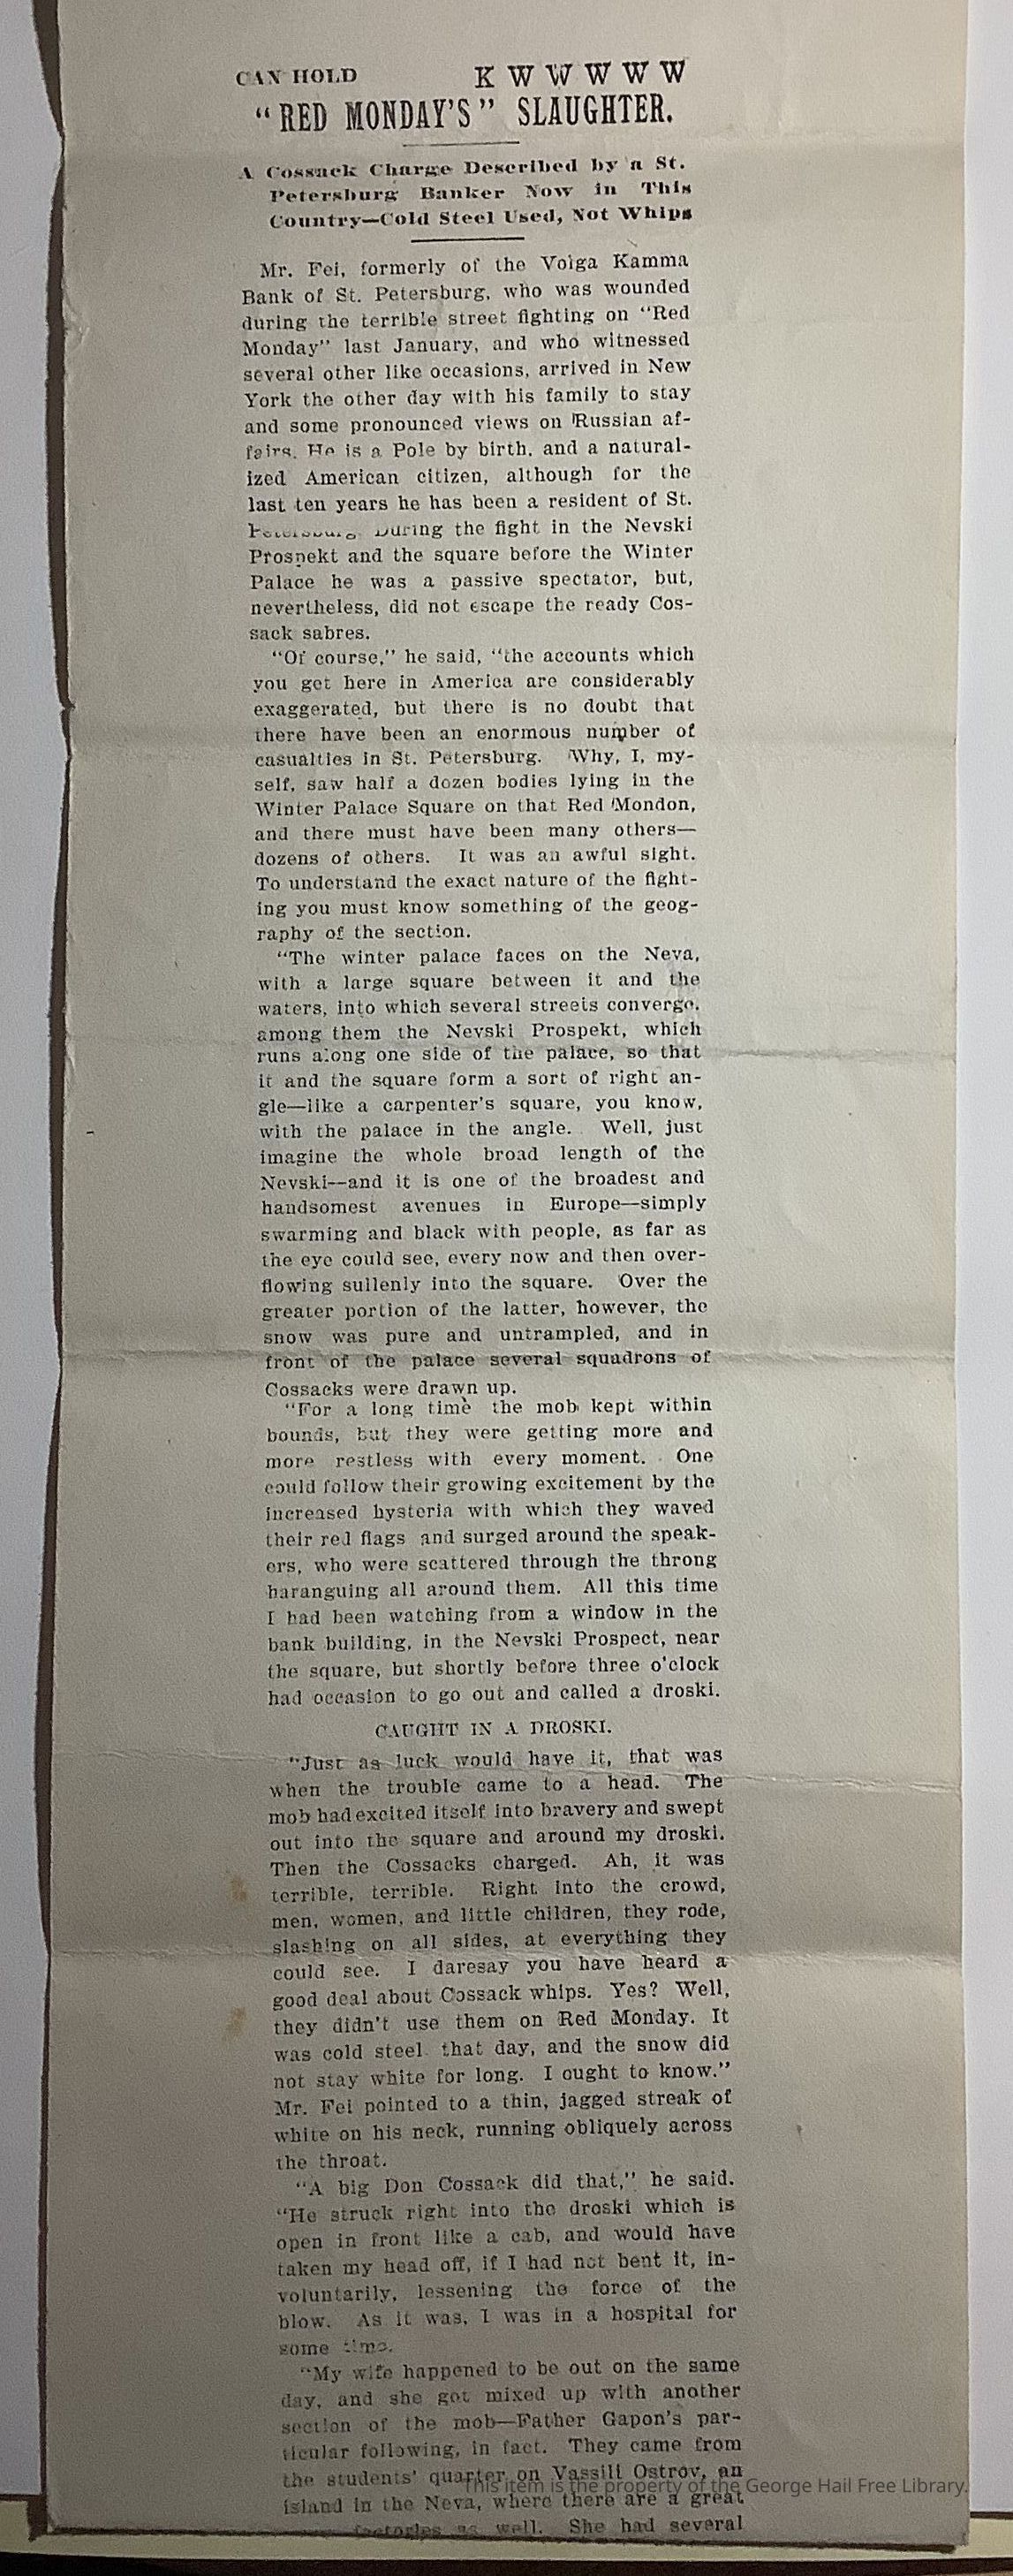 CAN HOLD K W W W W W
“RED MONDAY'S” SLAUGHTER.
A Cossack Charge Described by a St.
Petersburg Banker Now in This
Country—Cold Steel Used, Not Whips
Mr. Fei, formerly of the Volga Kamma
Bank of St. Petersburg, who was wounded
during the terrible street fighting on “Red
Monday” last January, and who witnessed
several other like occasions, arrived in New
York the other day with his family to stay
and some pronounced views on Russian af-
fairs. He is a Pole by birth, and a natural-
ized American citizen, although for the
last ten years he has been a resident of St.
Petersburg. During the fight in the Nevski
Prospekt and the square before the Winter
Palace he was a passive spectator, but,
nevertheless, did not escape the ready Cos-
sack sabres.
“Of course,” he said, “the accounts which
you get here in America are considerably
exaggerated, but there is no doubt that
there have been an enormous number of
casualties in St. Petersburg. Why, I, my-
self, saw half a dozen bodies lying in the
Winter Palace Square on that Red Mondon,
and there must have been many others—
dozens of others. It was an awful sight.
To understand the exact nature of the fight-
ing you must know something of the geog-
raphy of the section.
“The winter palace faces on the Neva,
with a large square between it and the
waters, into which several streets converge,
among them the Nevski Prospekt, which
runs along one side of the palace, so that
it and the square form a sort of right an-
gle—like a carpenter's square, you know,
with the palace in the angle. Well, just
imagine the whole broad length of the
Nevski—and it is one of the broadest and
handsomest avenues in Europe—simply
swarming and black with people, as far as
the eye could see, every now and then over-
flowing sullenly into the square. Over the
greater portion of the latter, however, the
snow was pure and untrampled, and in
front of the palace several squadrons of
Cossacks were drawn up.
“For a long time the mob kept within
bounds, but they were getting more and
more restless with every moment. One
could follow their growing excitement by the
increased hysteria with which they waved
their red flags and surged around the speak-
ers, who were scattered through the throng
haranguing all around them. All this time
I had been watching from a window in the
bank building, in the Nevski Prospect, near
the square, but shortly before three o'clock
had occasion to go out and called a droski.
CAUGHT IN A DROSKI.
“Just as luck would have it, that was
when the trouble came to a head. The
mob had excited itself into bravery and swept
out into the square and around my droski.
Then the Cossacks charged. Ah, it was
terrible, terrible. Right into the crowd,
men, women, and little children, they rode,
slashing on all sides, at everything they
could see. I daresay you have heard a
good deal about Cossack whips. Yes? Well,
they didn't use them on Red Monday. It
was cold steel that day, and the snow did
not stay white for long. I ought to know.”
Mr. Fei pointed to a thin, jagged streak of
white on his neck, running obliquely across
the throat.
“A big Don Cossack did that,” he said.
“He struck right into the droski which is
open in front like a cab, and would have
taken my head off, if I had not bent it, in-
voluntarily, lessening the force of the
blow. As it was, I was in a hospital for
some time.
“My wife happened to be out on the same
day, and she got mixed up with another
section of the mob—Father Gapon's par-
ticular following, in fact. They came from
the students' quarter on Vassili Ostrov, an
island in the Neva, where there are a great
factories as well. She had several
This item is the property of the George Hail Free Library.